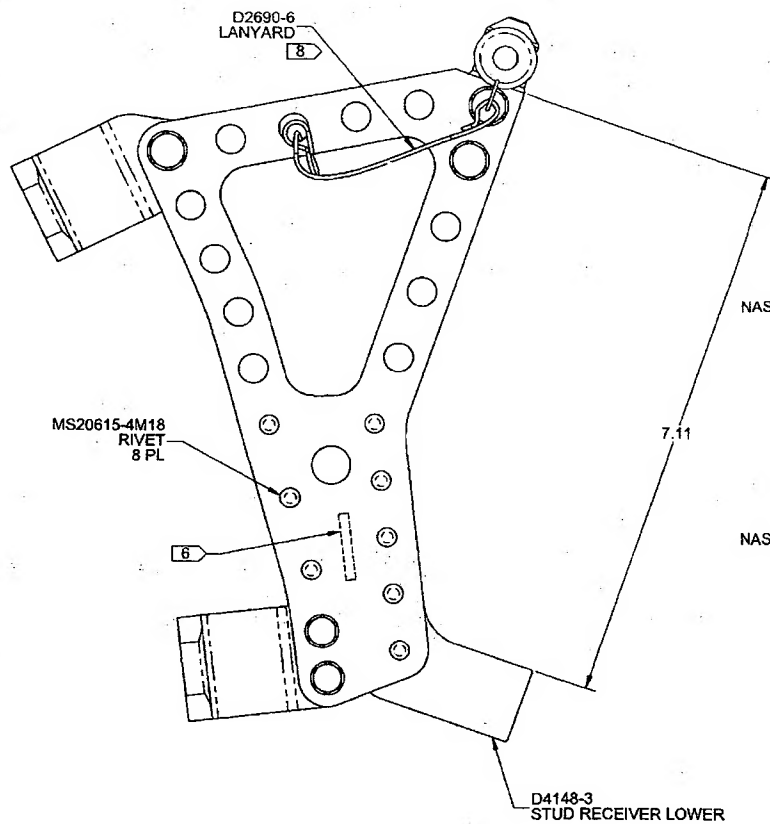 D2690-6
LANYARD
8
NAS
MS20615-4M18
RIVET
8 PL
7.11
6
NAS
D4148-3
STUD RECEIVER LOWER